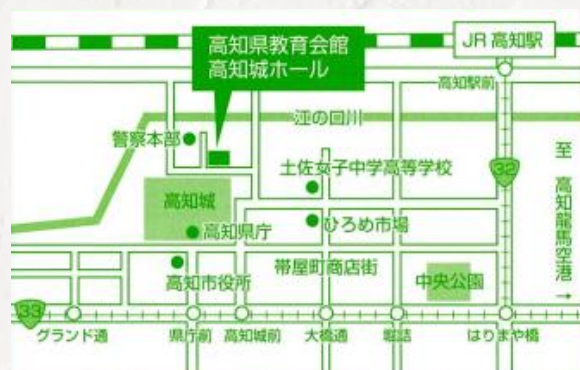 高知県教育会館
高知城ホール
JR 高知駅
高知駅前
江の口川
警察本部
土佐女子中学高等学校
32
至 高知龍馬空港→
高知城
高知県庁
ひろめ市場
高知市役所
帯屋町商店街
中央公園
33
グランド通
県庁前
高知城前
大橋通
堀詰
はりまや橋